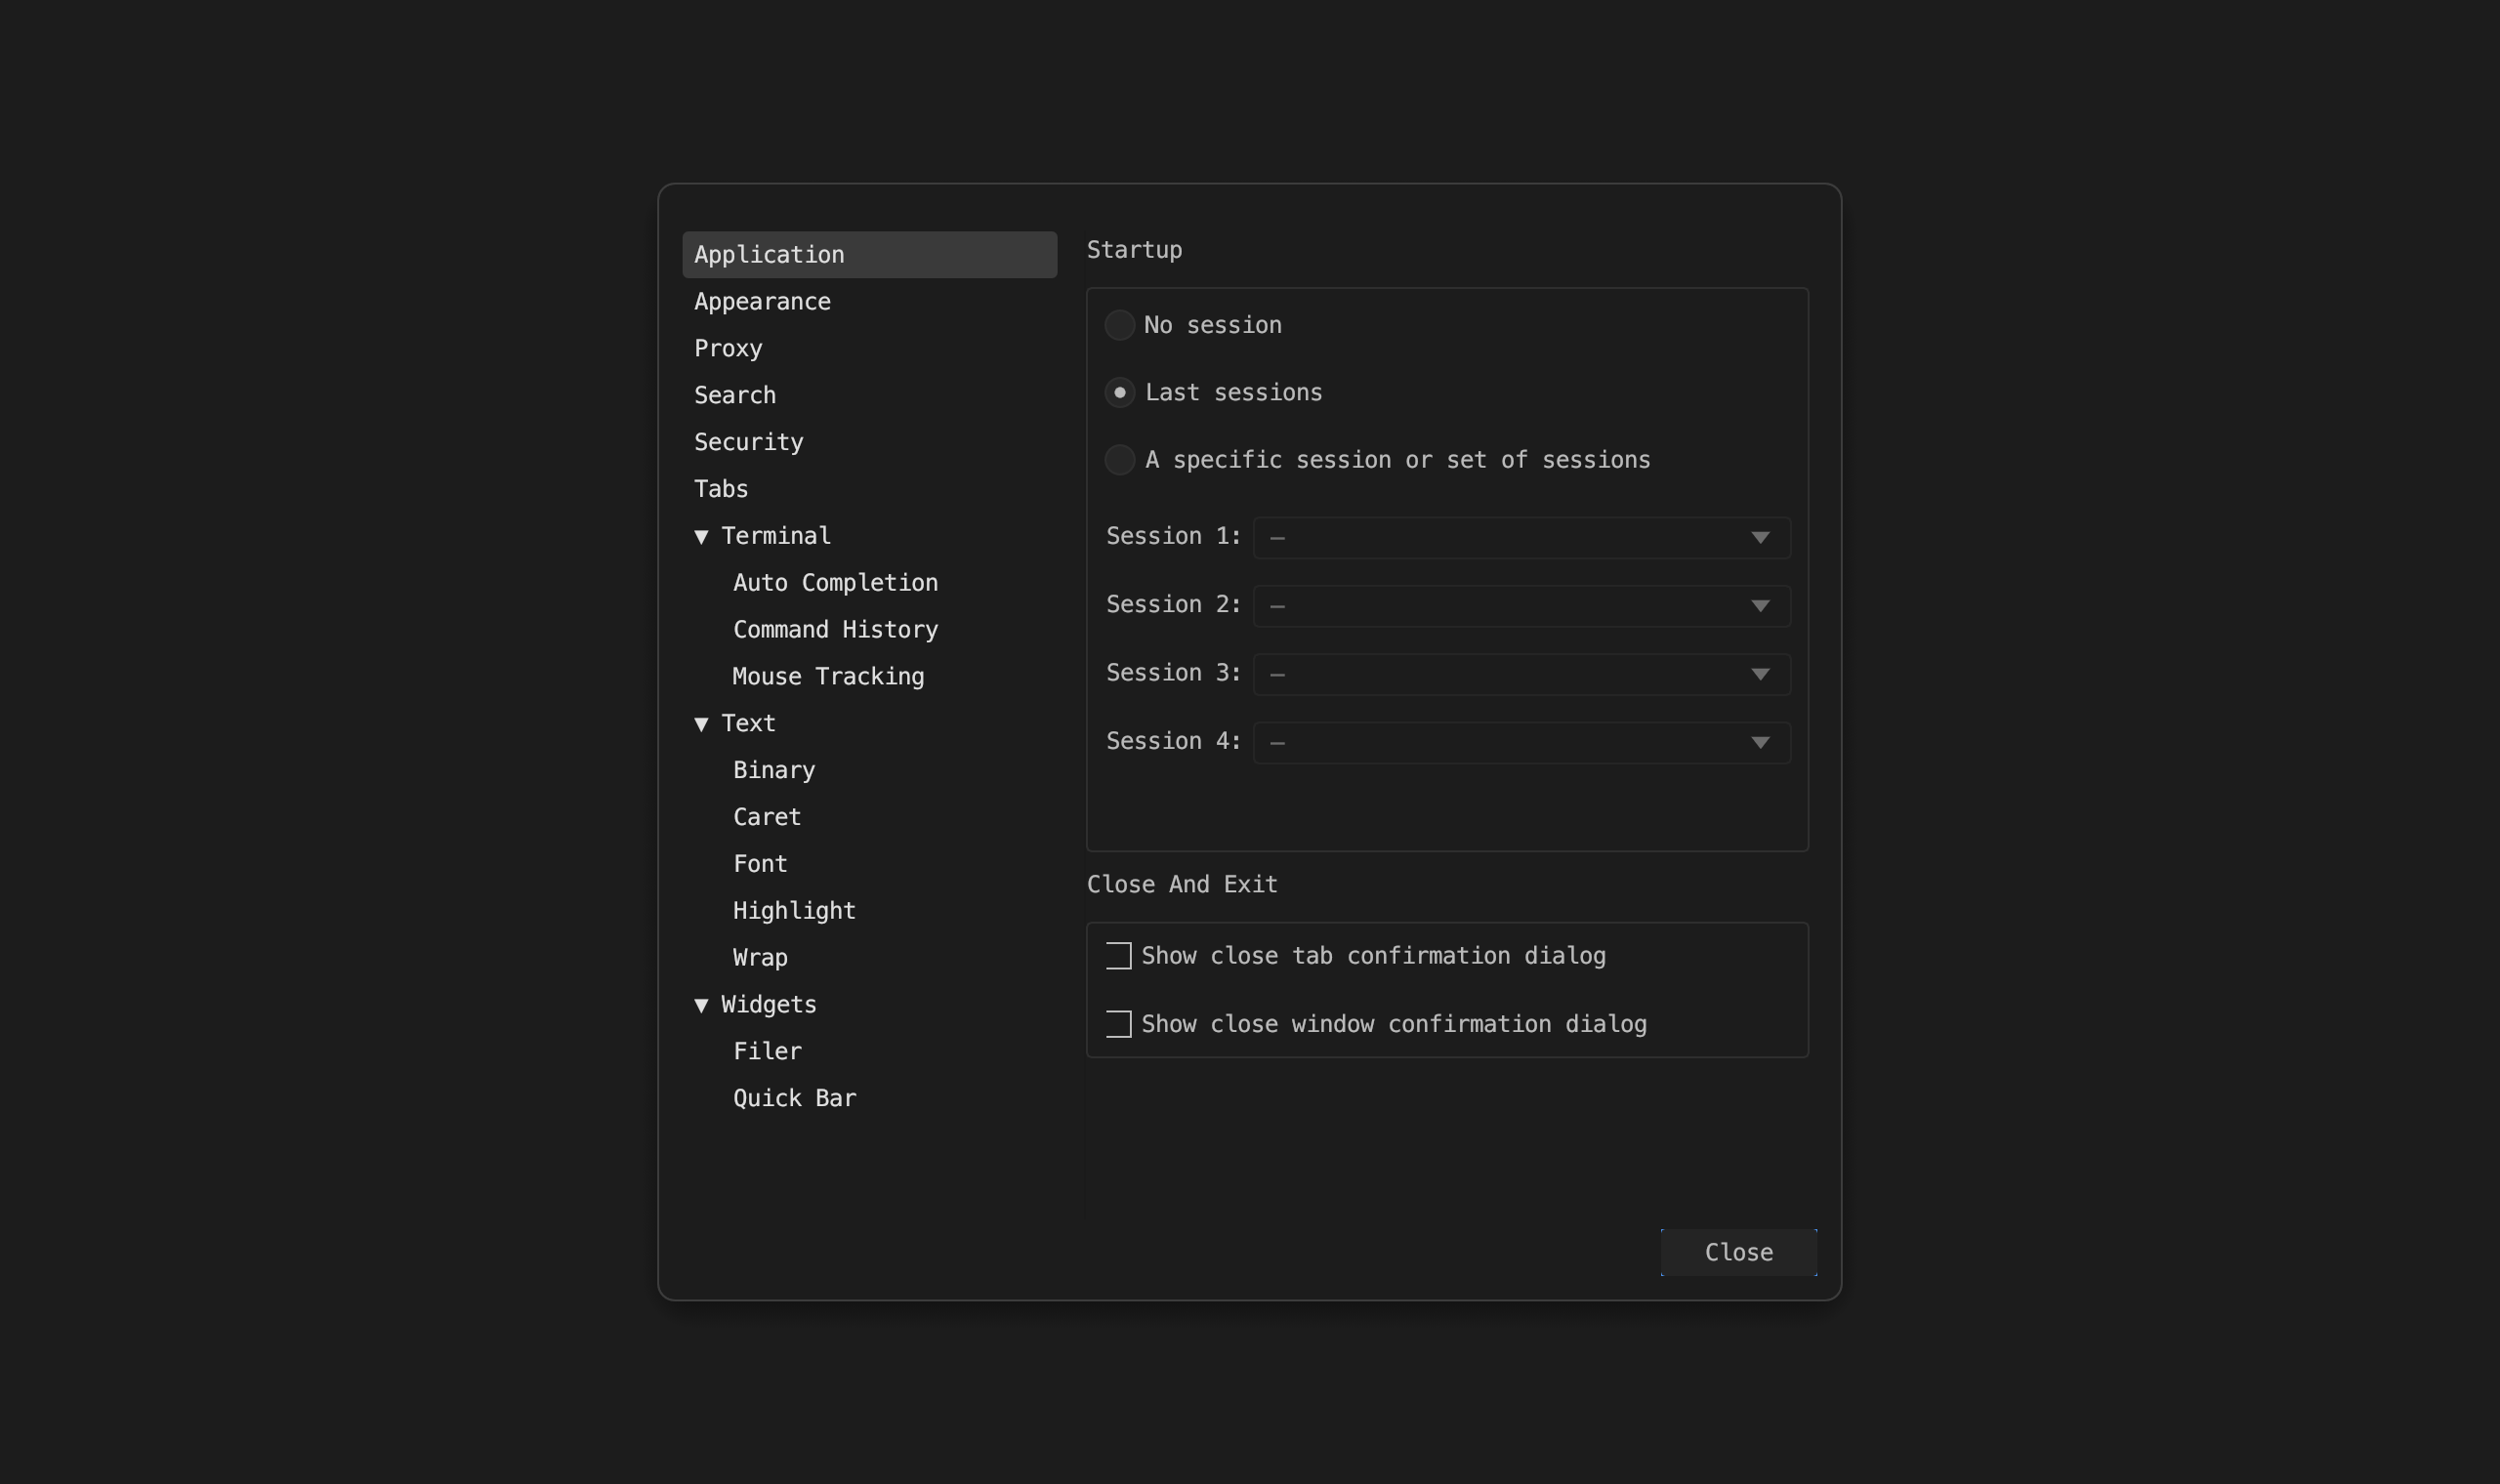 Application
Appearance
Proxy
Search
Security
Tabs
▼ Terminal
Auto Completion
Command History
Mouse Tracking
▼ Text
Binary
Caret
Font
Highlight
Wrap
▼ Widgets
Filer
Quick Bar
Startup
No session
Last sessions
A specific session or set of sessions
Session 1: –
Session 2: –
Session 3: –
Session 4: –
Close And Exit
Show close tab confirmation dialog
Show close window confirmation dialog
Close